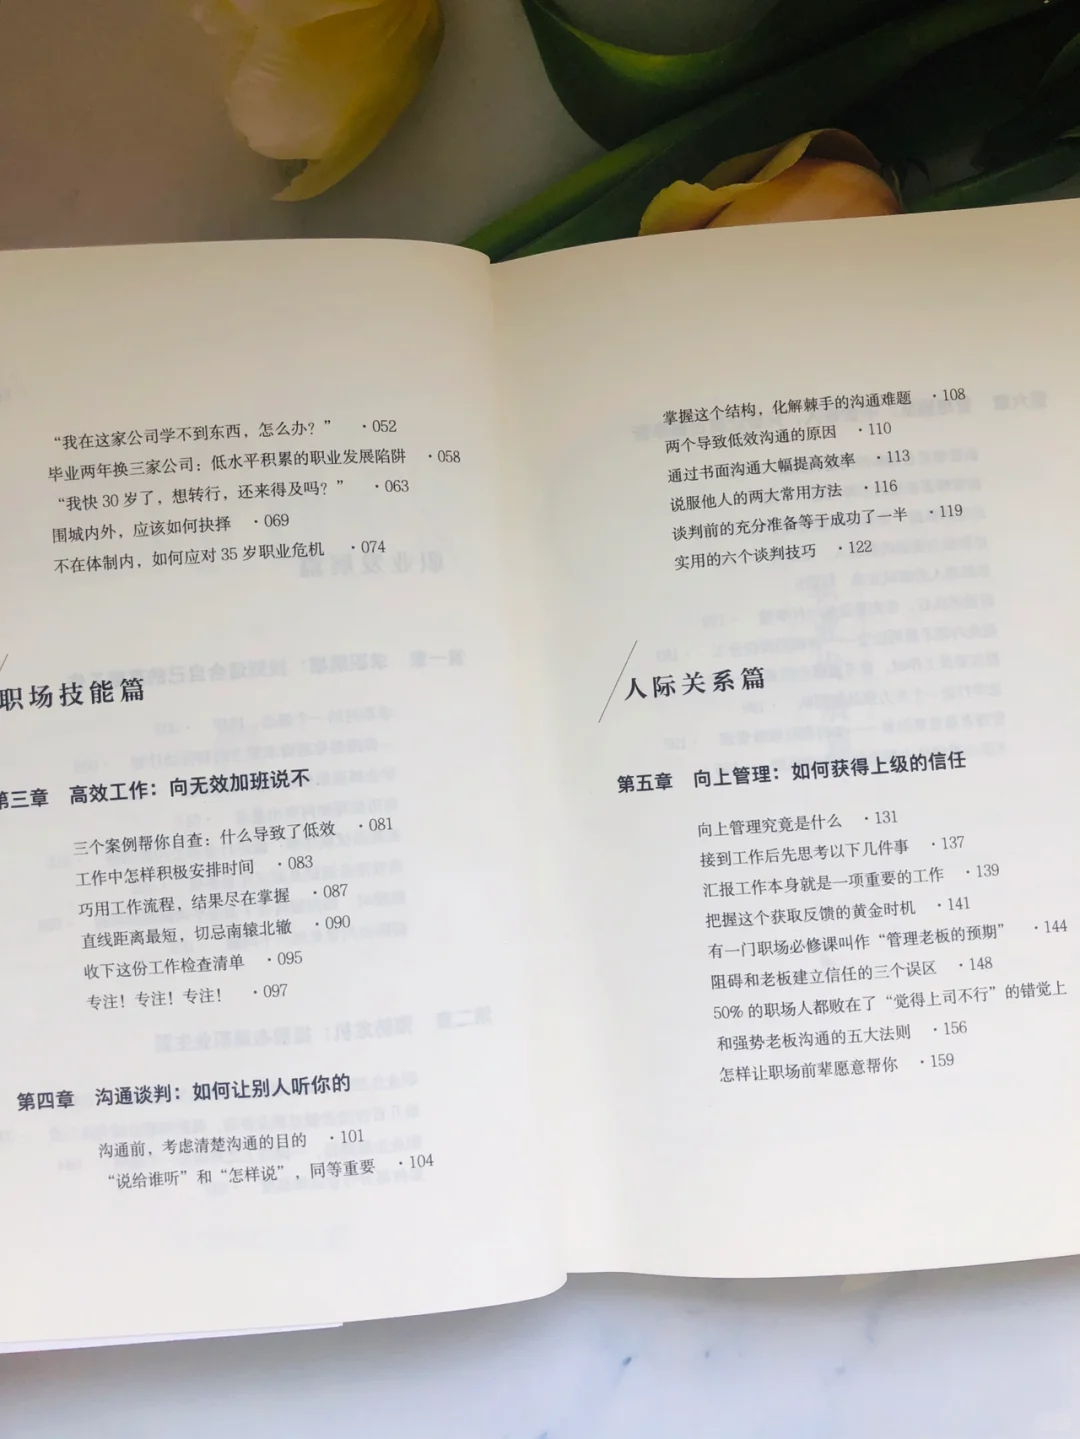 “我在这家公司学不到东西，怎么办？” ·052
毕业两年换三家公司：低水平积累的职业发展陷阱 ·058
“我快 30 岁了，想转行，还来得及吗？” ·063
围城内外，应该如何抉择 ·069
不在体制内，如何应对 35 岁职业危机 ·074
职场技能篇
第三章 高效工作：向无效加班说不
三个案例帮你自查：什么导致了低效 ·081
工作中怎样积极安排时间 ·083
巧用工作流程，结果尽在掌握 ·087
直线距离最短，切忌南辕北辙 ·090
收下这份工作检查清单 ·095
专注！专注！专注！ ·097
第四章 沟通谈判：如何让别人听你的
沟通前，考虑清楚沟通的目的 ·101
“说给谁听”和“怎样说”，同等重要 ·104
掌握这个结构，化解棘手的沟通难题 ·108
两个导致低效沟通的原因 ·110
通过书面沟通大幅提高效率 ·113
说服他人的两大常用方法 ·116
谈判前的充分准备等于成功了一半 ·119
实用的六个谈判技巧 ·122
人际关系篇
第五章 向上管理：如何获得上级的信任
向上管理究竟是什么 ·131
接到工作后先思考以下几件事 ·137
汇报工作本身就是一项重要的工作 ·139
把握这个获取反馈的黄金时机 ·141
有一门职场必修课叫作“管理老板的预期” ·144
阻碍和老板建立信任的三个误区 ·148
50% 的职场人都败在了“觉得上司不行”的错觉上
和强势老板沟通的五大法则 ·156
怎样让职场前辈愿意帮你 ·159